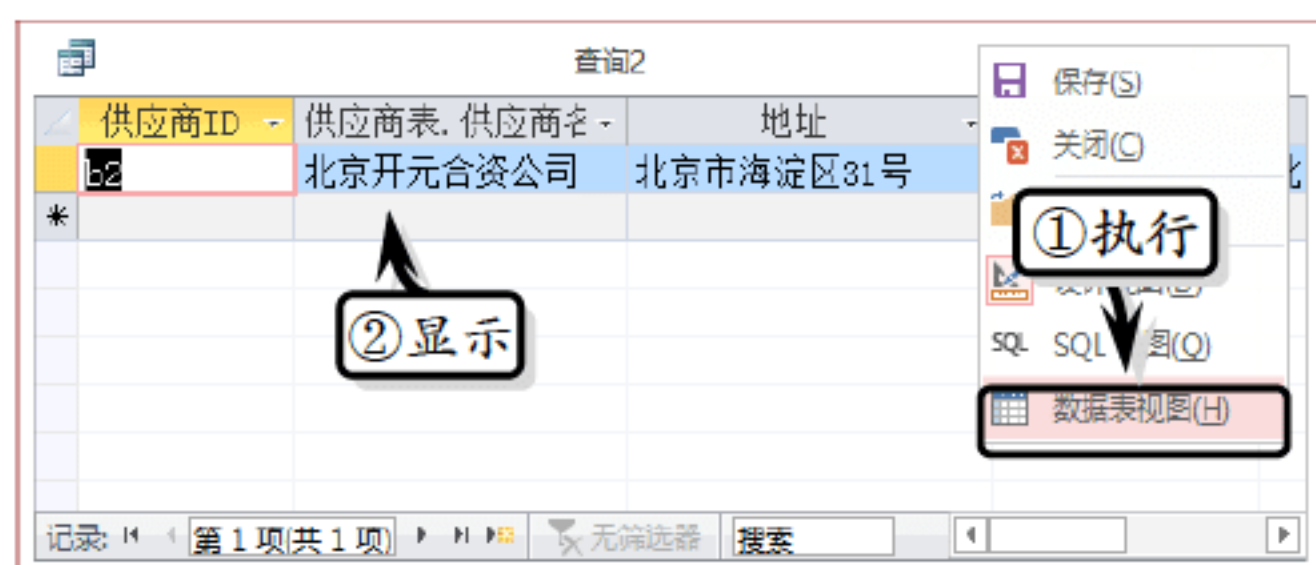 查询2
保存(S)
供应商ID 供应商表.供应商名 地址
关闭(C)
b2 北京开元合资公司 北京市海淀区31号
①执行
②显示
SQL SQL 图(Q)
数据表视图(H)
记录: 第1项(共1项) 无筛选器 搜索